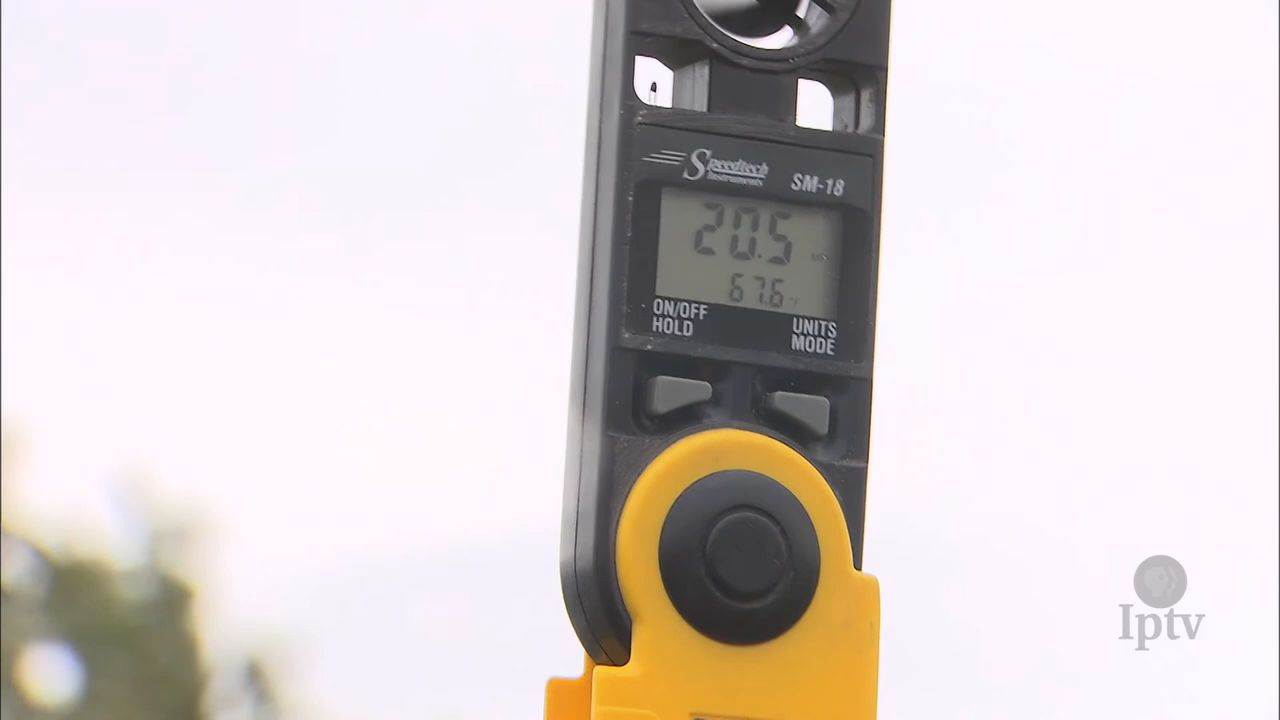 Speedtech
Instruments
SM-18
20.5
67.6 °F
ON/OFF
HOLD
UNITS
MODE
Iptv